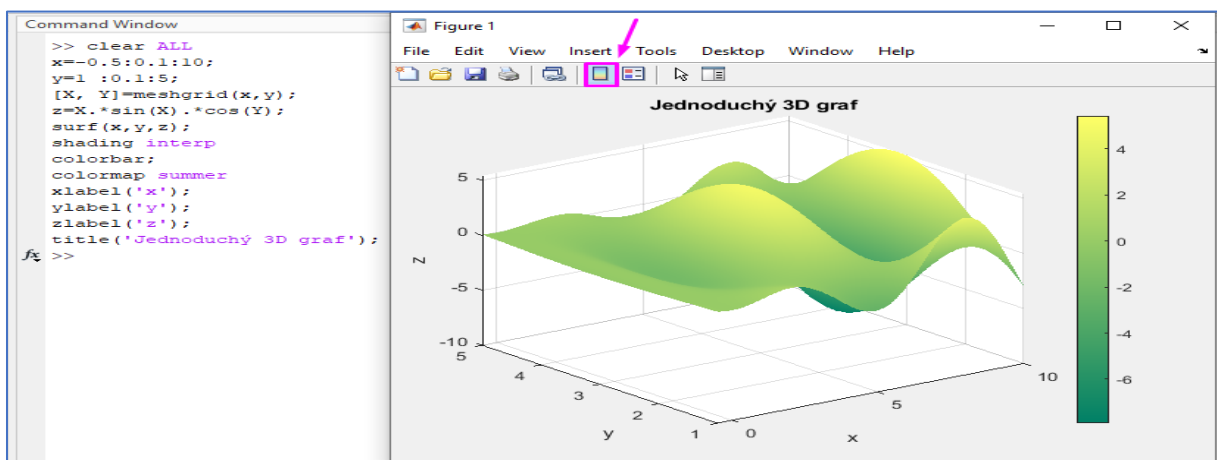 Command Window
>> clear ALL
x=-0.5:0.1:10;
y=1 :0.1:5;
[X, Y]=meshgrid(x,y);
z=X.*sin(X).*cos(Y);
surf(x,y,z);
shading interp
colorbar;
colormap summer
xlabel('x');
ylabel('y');
zlabel('z');
title('Jednoduchý 3D graf');
fx >>
Figure 1
File Edit View Insert Tools Desktop Window Help
Jednoduchý 3D graf
5
0
-5
-10
z
5
4
3
2
1
y
0
5
10
x
4
2
0
-2
-4
-6